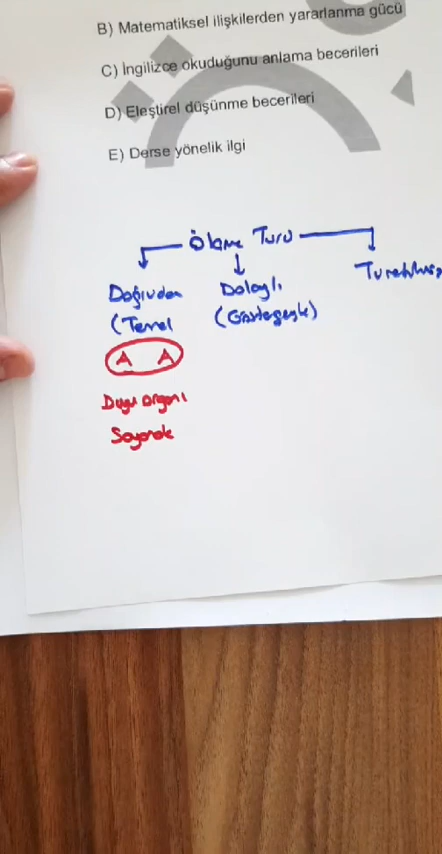 B) Matematiksel ilişkilerden yararlanma gücü
C) İngilizce okuduğunu anlama becerileri
D) Eleştirel düşünme becerileri
E) Derse yönelik ilgi
Ölçme Türü
Doğrudan
(Temel
Dolaylı
(Göstergeyle)
A A
Duyu organı
Sayarak